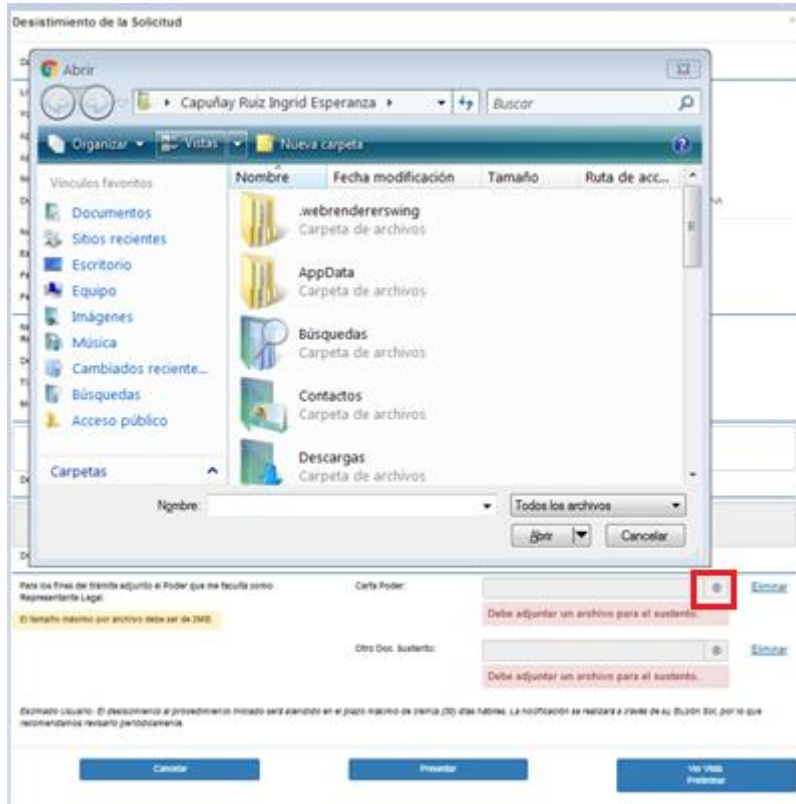 Desistimiento de la Solicitud
Abrir
Capuñay Ruiz Ingrid Esperanza
Buscar
Organizar
Vistas
Nueva carpeta
Vínculos favoritos
Documentos
Sitios recientes
Escritorio
Equipo
Imágenes
Música
Cambiados reciente...
Búsquedas
Acceso público
Carpetas
Nombre Fecha modificación Tamaño Ruta de acc...
.webrendererswing
Carpeta de archivos
AppData
Carpeta de archivos
Búsquedas
Carpeta de archivos
Contactos
Carpeta de archivos
Descargas
Carpeta de archivos
Nombre:
Todos los archivos
Abrir
Cancelar
Para los fines del trámite adjunto el Poder que me faculta como
Representante Legal.
El tamaño máximo por archivo debe ser de 2MB.
Carta Poder:
Eliminar
Debe adjuntar un archivo para el sustento.
Otro Doc. Sustento:
Eliminar
Debe adjuntar un archivo para el sustento.
Estimado Usuario: El desistimiento al procedimiento iniciado será atendido en el plazo máximo de treinta (30) días hábiles. La notificación se realizará a través de su Buzón Sol, por lo que
recomendamos revisarlo periódicamente.
Cancelar
Presentar
Ver Vista
Preliminar